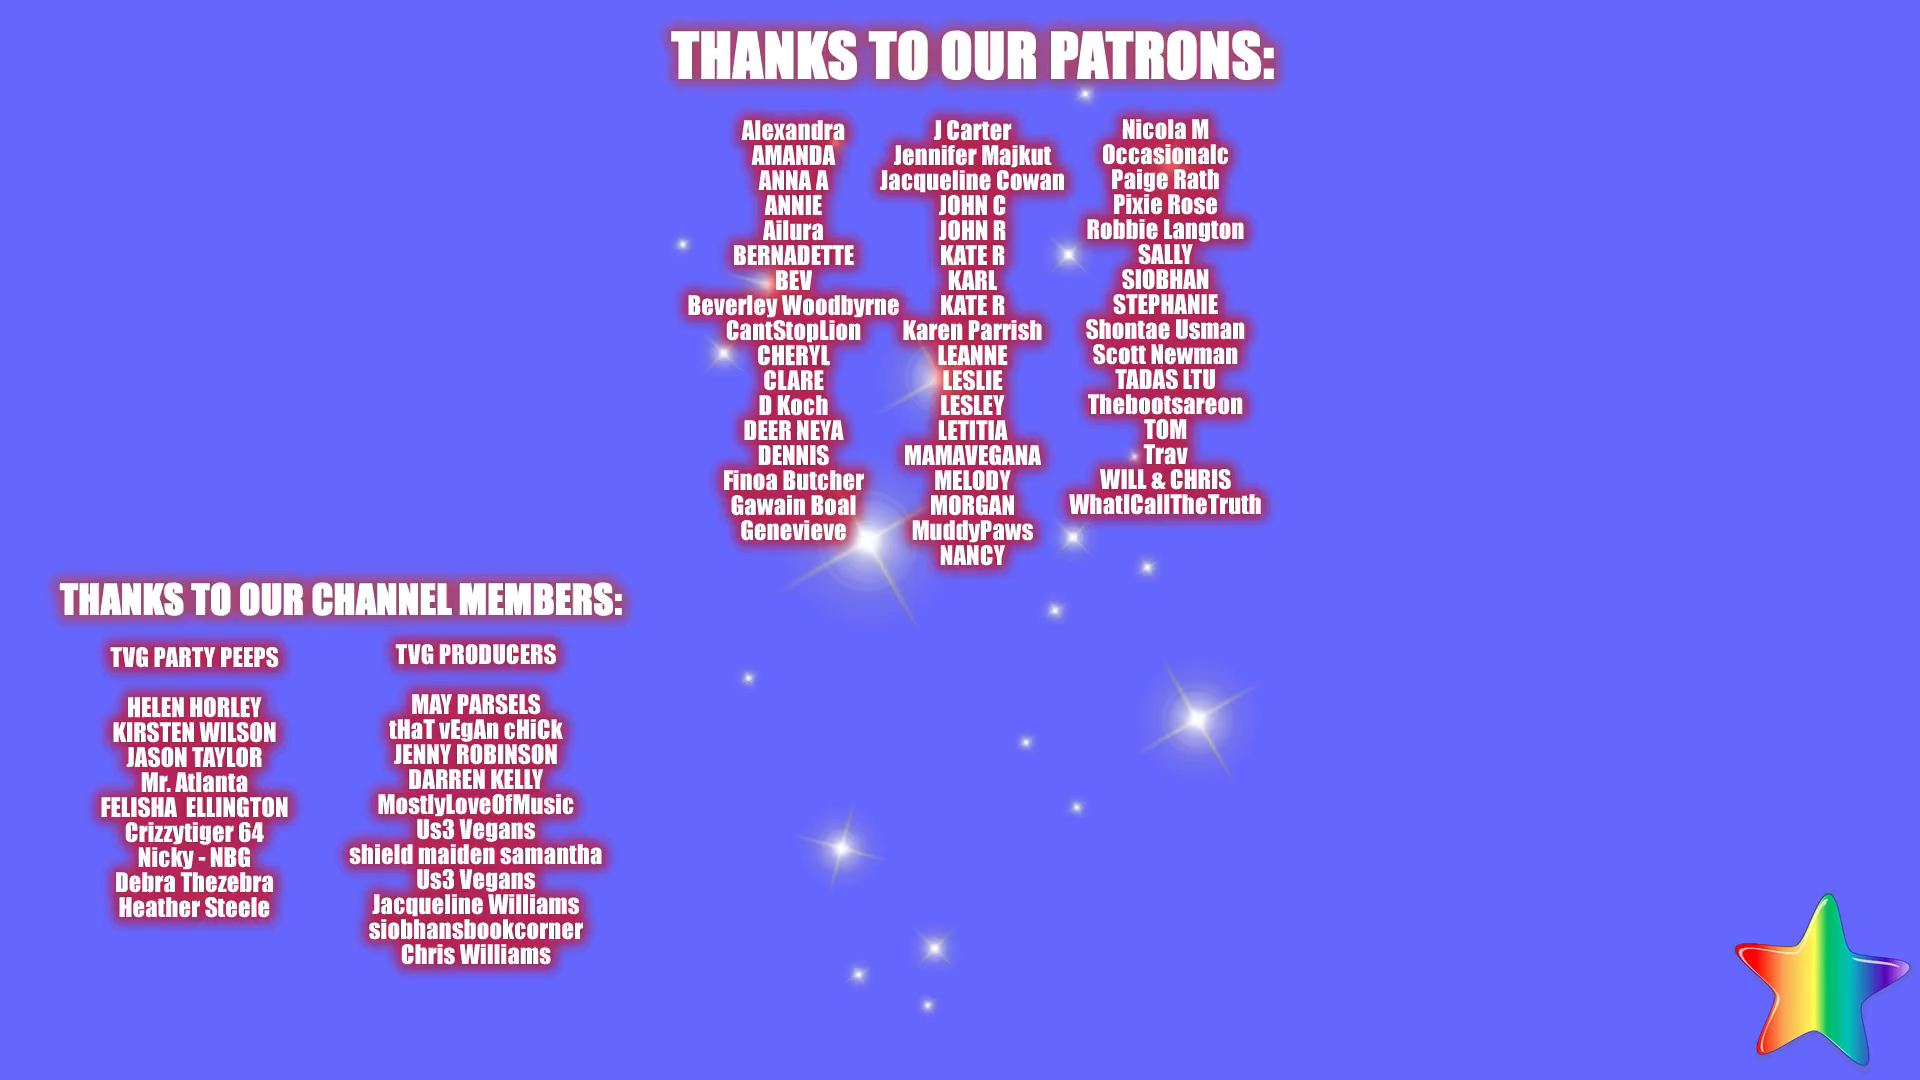 THANKS TO OUR PATRONS:
Alexandra
AMANDA
ANNA A
ANNIE
Ailura
BERNADETTE
BEV
Beverley Woodbyrne
CantStopLion
CHERYL
CLARE
D Koch
DEER NEYA
DENNIS
Finoa Butcher
Gawain Boal
Genevieve
J Carter
Jennifer Majkut
Jacqueline Cowan
JOHN C
JOHN R
KATE R
KARL
KATE R
Karen Parrish
LEANNE
LESLIE
LESLEY
LETITIA
MAMAVEGANA
MELODY
MORGAN
MuddyPaws
NANCY
Nicola M
Occasionalc
Paige Rath
Pixie Rose
Robbie Langton
SALLY
SIOBHAN
STEPHANIE
Shontae Usman
Scott Newman
TADAS LTU
Thebootsareon
TOM
Trav
WILL & CHRIS
WhatICallTheTruth
THANKS TO OUR CHANNEL MEMBERS:
TVG PARTY PEEPS
HELEN HORLEY
KIRSTEN WILSON
JASON TAYLOR
Mr. Atlanta
FELISHA ELLINGTON
Crizzytiger 64
Nicky - NBG
Debra Thezebra
Heather Steele
TVG PRODUCERS
MAY PARSELS
tHaT vEgAn cHiCk
JENNY ROBINSON
DARREN KELLY
MostlyLoveOfMusic
Us3 Vegans
shield maiden samantha
Us3 Vegans
Jacqueline Williams
siobhansbookcorner
Chris Williams